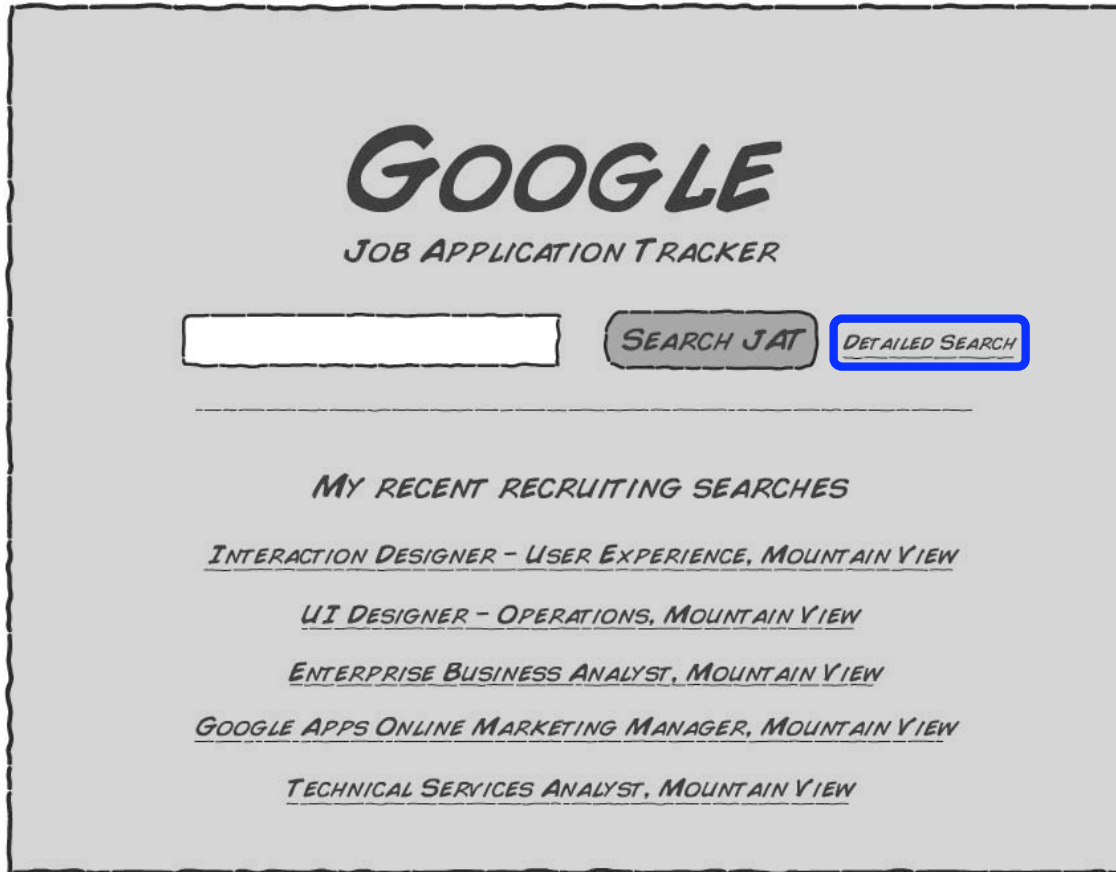 GOOGLE
JOB APPLICATION TRACKER
SEARCH JAT
DETAILED SEARCH
MY RECENT RECRUITING SEARCHES
INTERACTION DESIGNER - USER EXPERIENCE, MOUNTAIN VIEW
UI DESIGNER - OPERATIONS, MOUNTAIN VIEW
ENTERPRISE BUSINESS ANALYST, MOUNTAIN VIEW
GOOGLE APPS ONLINE MARKETING MANAGER, MOUNTAIN VIEW
TECHNICAL SERVICES ANALYST, MOUNTAIN VIEW